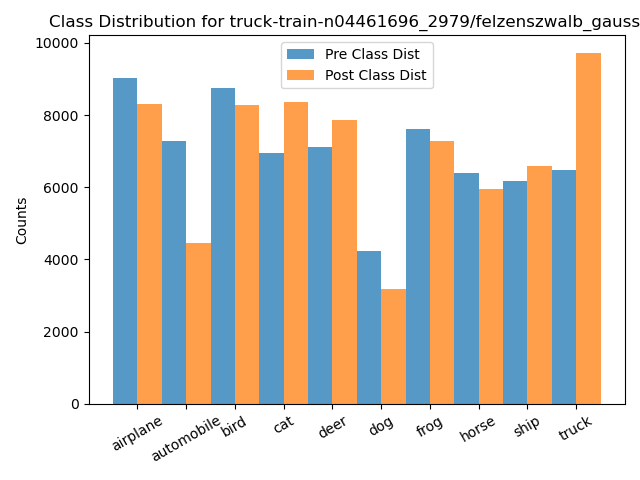 Class Distribution for truck-train-n04461696_2979/felzenszwalb_gauss
Pre Class Dist
Post Class Dist
Counts
10000
8000
6000
4000
2000
0
airplane
automobile
bird
cat
deer
dog
frog
horse
ship
truck